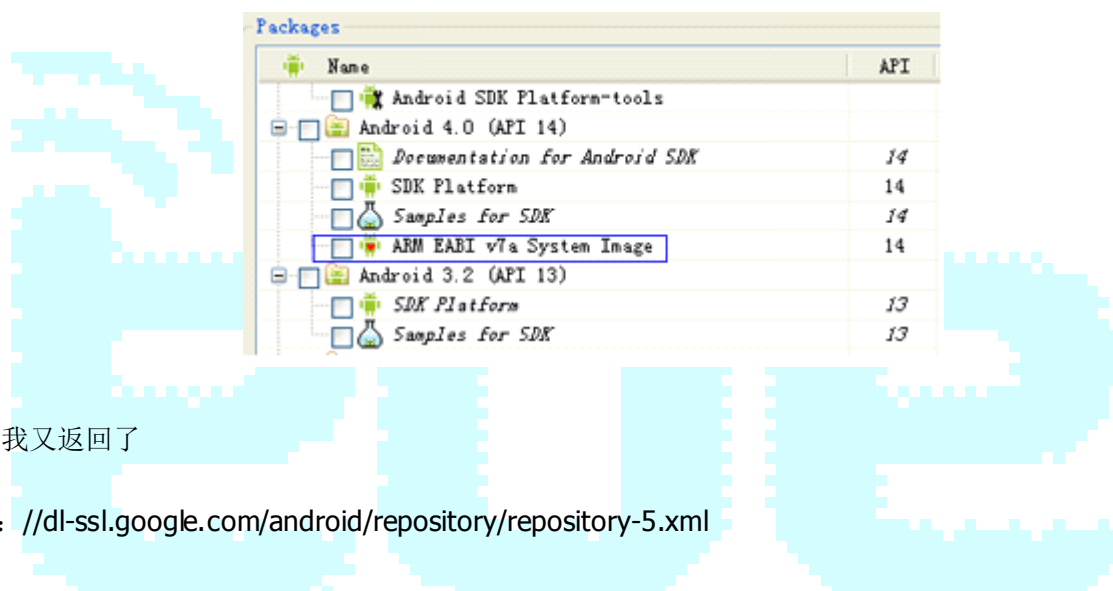 Packages
Name API
Android SDK Platform-tools
Android 4.0 (API 14)
Documentation for Android SDK 14
SDK Platform 14
Samples for SDK 14
ARM EABI v7a System Image 14
Android 3.2 (API 13)
SDK Platform 13
Samples for SDK 13
我又返回了
：//dl-ssl.google.com/android/repository/repository-5.xml